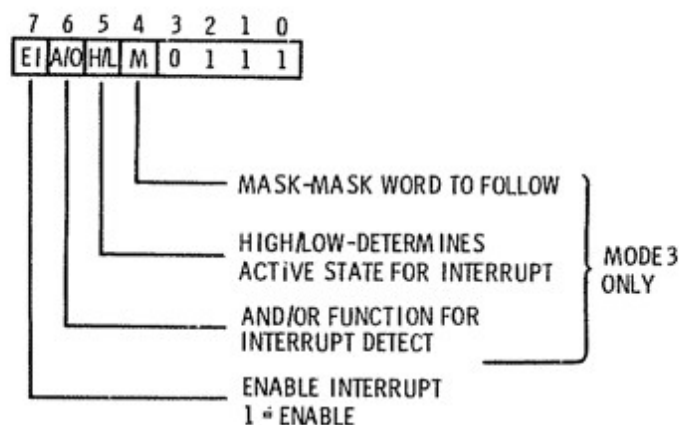 7 6 5 4 3 2 1 0
EI A/O H/L M 0 1 1 1
MASK-MASK WORD TO FOLLOW
HIGH/LOW-DETERMINES
ACTIVE STATE FOR INTERRUPT
MODE 3
ONLY
AND/OR FUNCTION FOR
INTERRUPT DETECT
ENABLE INTERRUPT
1 = ENABLE